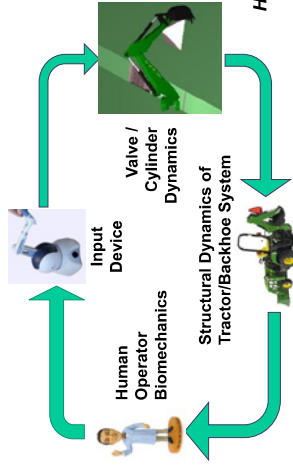 Input
Device
Valve /
Cylinder
Dynamics
Human
Operator
Biomechanics
Structural Dynamics of
Tractor/Backhoe System
H